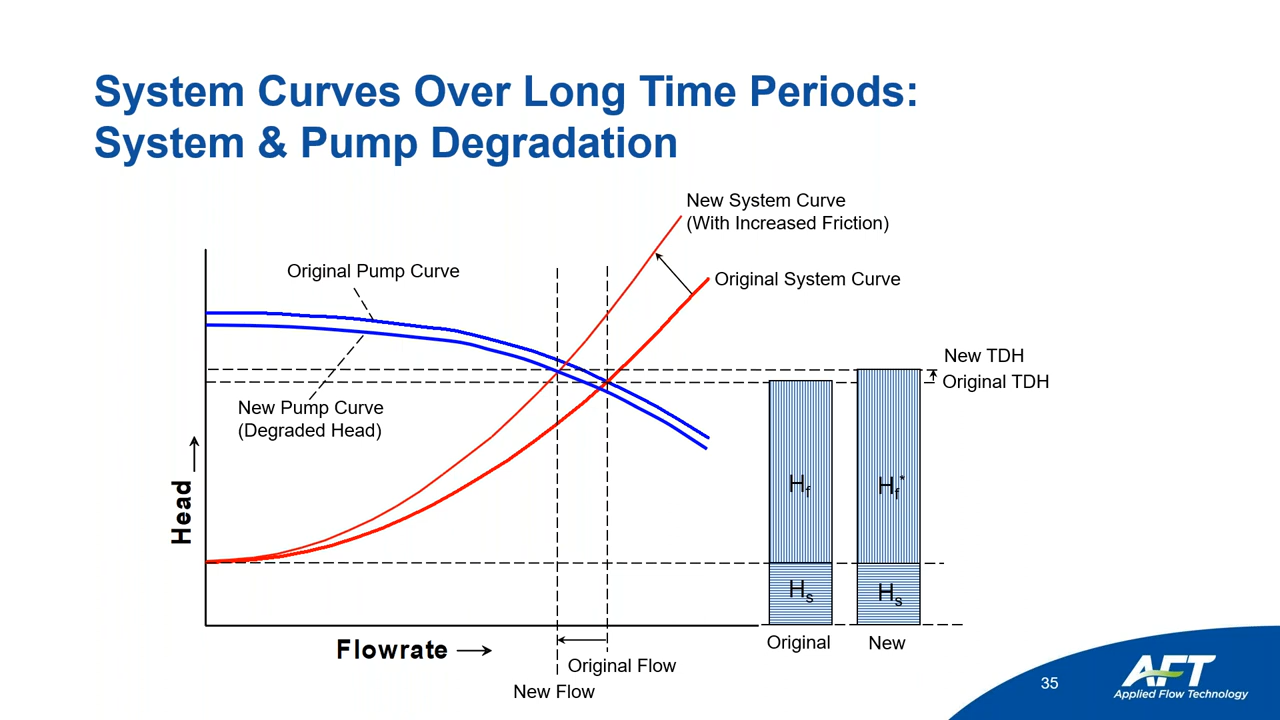 System Curves Over Long Time Periods:
System & Pump Degradation
New System Curve
(With Increased Friction)
Original Pump Curve
Original System Curve
New TDH
Original TDH
New Pump Curve
(Degraded Head)
Head
Hf
Hf*
Hs
Hs
Flowrate
Original
New
Original Flow
New Flow
35
AFT
Applied Flow Technology